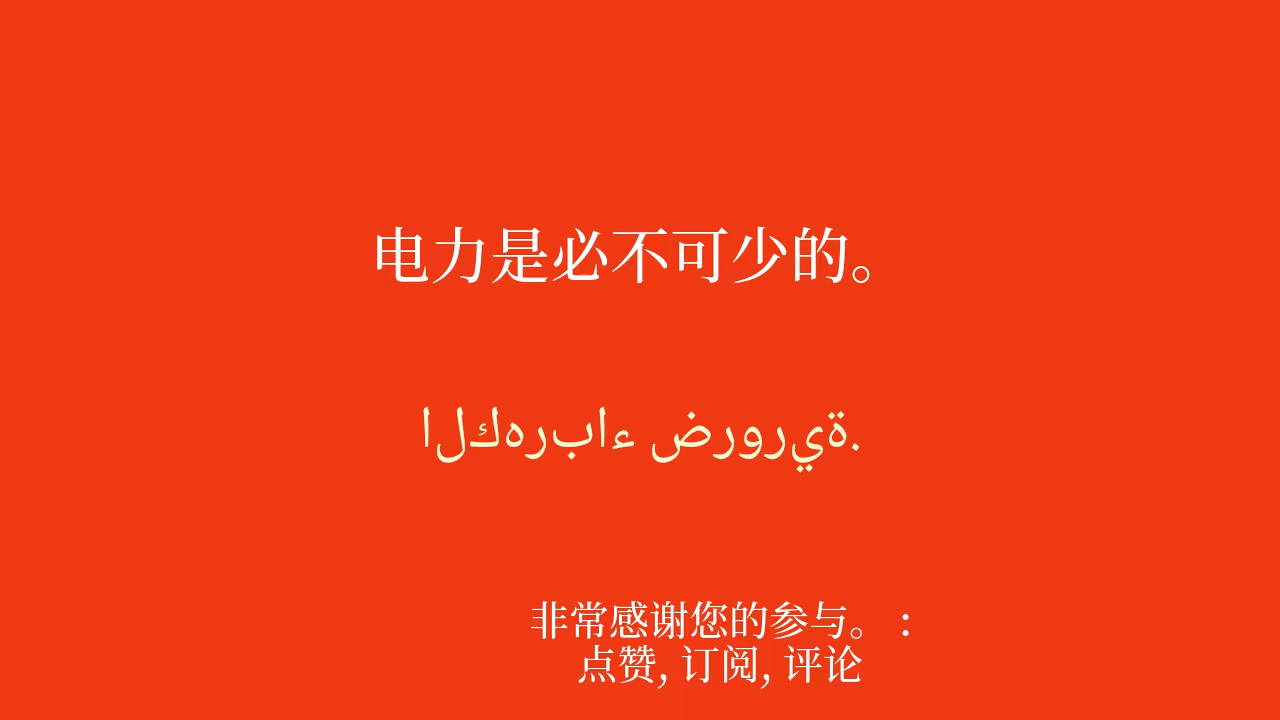 电力是必不可少的。
الكهرباء ضرورية.
非常感谢您的参与。 :
点赞, 订阅, 评论